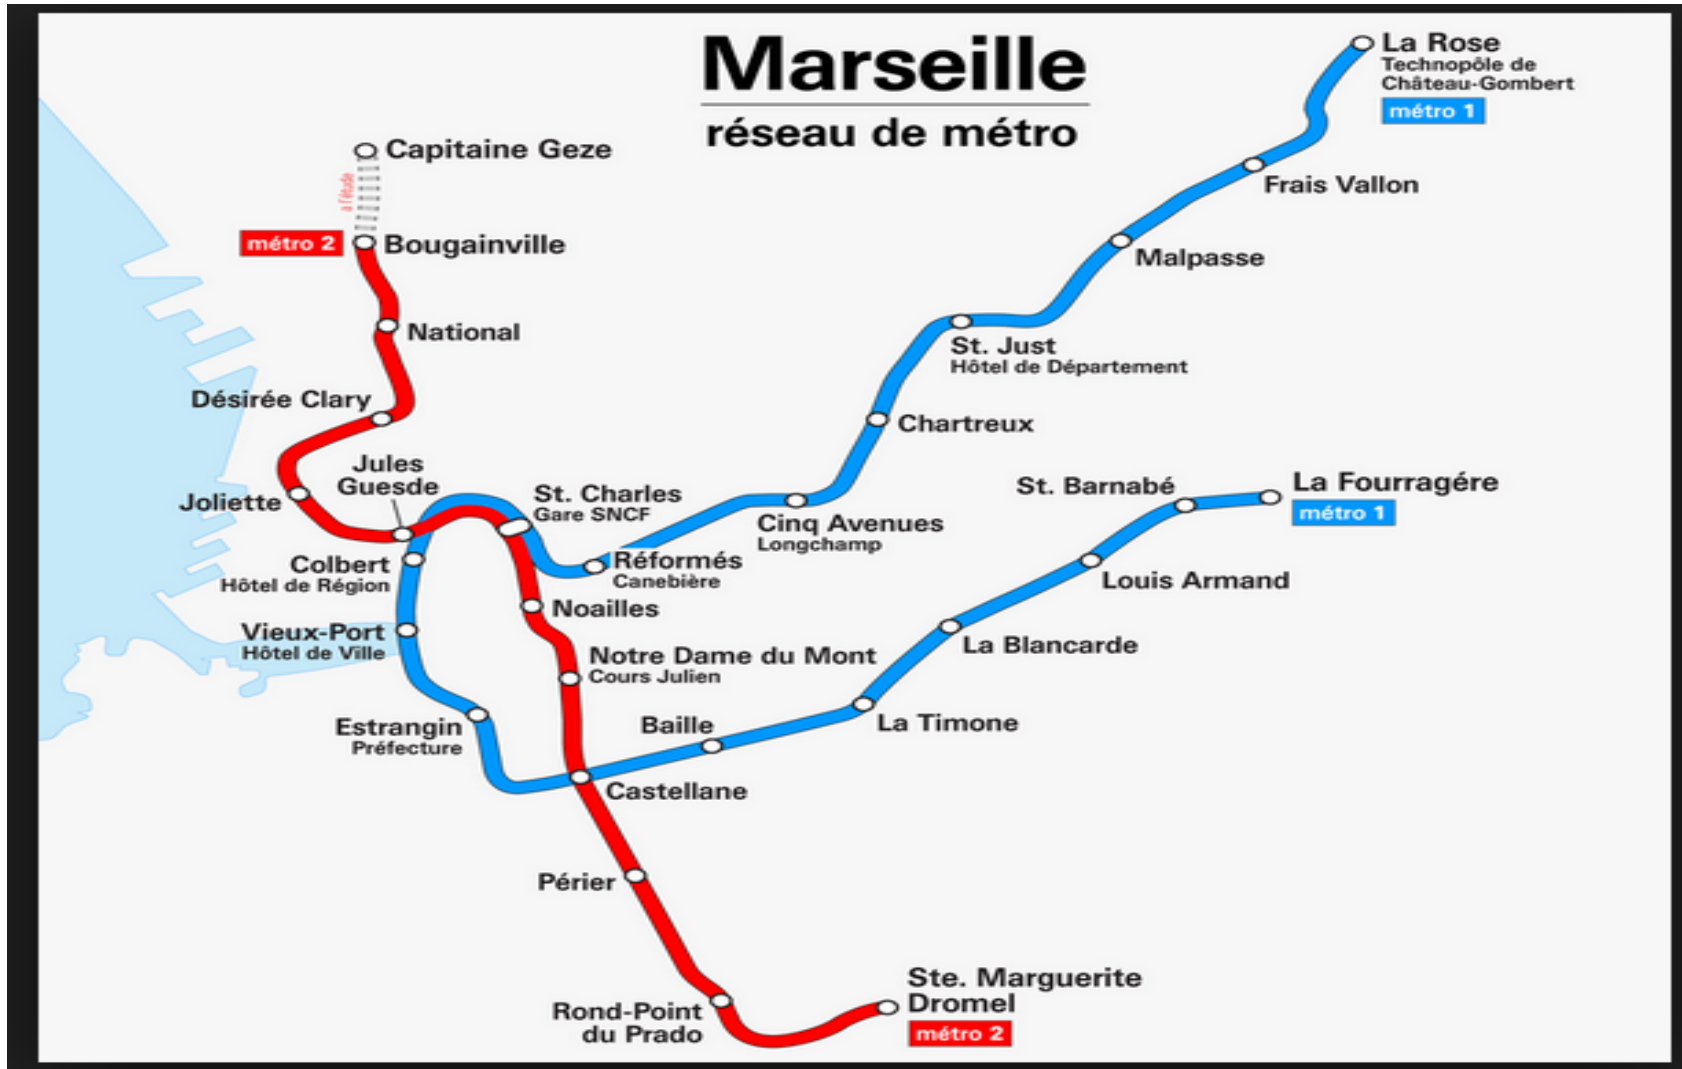 Marseille
réseau de métro
La Rose
Technopôle de
Château-Gombert
métro 1
Capitaine Geze
a l'étude
métro 2
Bougainville
Frais Vallon
Malpasse
National
St. Just
Hôtel de Département
Désirée Clary
Chartreux
Jules
Guesde
Joliette
St. Charles
Gare SNCF
Cinq Avenues
Longchamp
St. Barnabé
La Fourragére
métro 1
Colbert
Hôtel de Région
Réformés
Canebière
Louis Armand
Noailles
Vieux-Port
Hôtel de Ville
La Blancarde
Notre Dame du Mont
Cours Julien
Estrangin
Préfecture
Baille
La Timone
Castellane
Périer
Ste. Marguerite
Dromel
métro 2
Rond-Point
du Prado